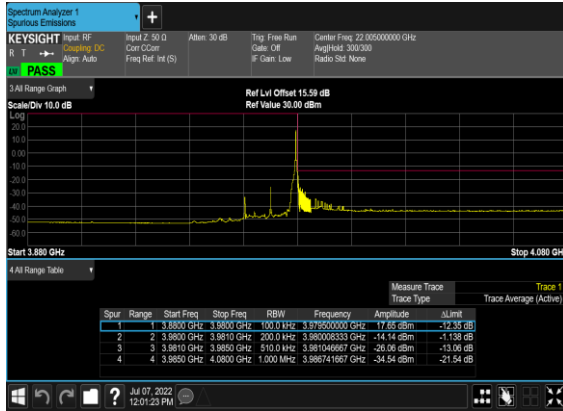 Spectrum Analyzer 1
Spurious Emissions
+
KEYSIGHT Input: RF Input Z: 50 Ω Atten: 30 dB Trig: Free Run Center Freq: 22.005000000 GHz
R T Coupling: DC Corr CCorr Gate: Off Avg|Hold: 300/300
Align: Auto Freq Ref: Int (S) IF Gain: Low Radio Std: None
PASS
3 All Range Graph Ref Lvl Offset 15.59 dB
Scale/Div 10.0 dB Ref Value 30.00 dBm
Log
20.0
10.0
0.00
-10.0
-20.0
-30.0
-40.0
-50.0
-60.0
Start 3.880 GHz Stop 4.080 GH
4 All Range Table
Measure Trace Trace 1
Trace Type Trace Average (Active)
Spur Range Start Freq Stop Freq RBW Frequency Amplitude ΔLimit
1 1 3.8800 GHz 3.9800 GHz 100.0 kHz 3.979500000 GHz 17.65 dBm -12.35 dB
2 2 3.9800 GHz 3.9810 GHz 200.0 kHz 3.980008333 GHz -14.14 dBm -1.138 dB
3 3 3.9810 GHz 3.9850 GHz 510.0 kHz 3.981046667 GHz -26.06 dBm -13.06 dB
4 4 3.9850 GHz 4.0800 GHz 1.000 MHz 3.986741667 GHz -34.54 dBm -21.54 dB
? Jul 07, 2022
12:01:23 PM